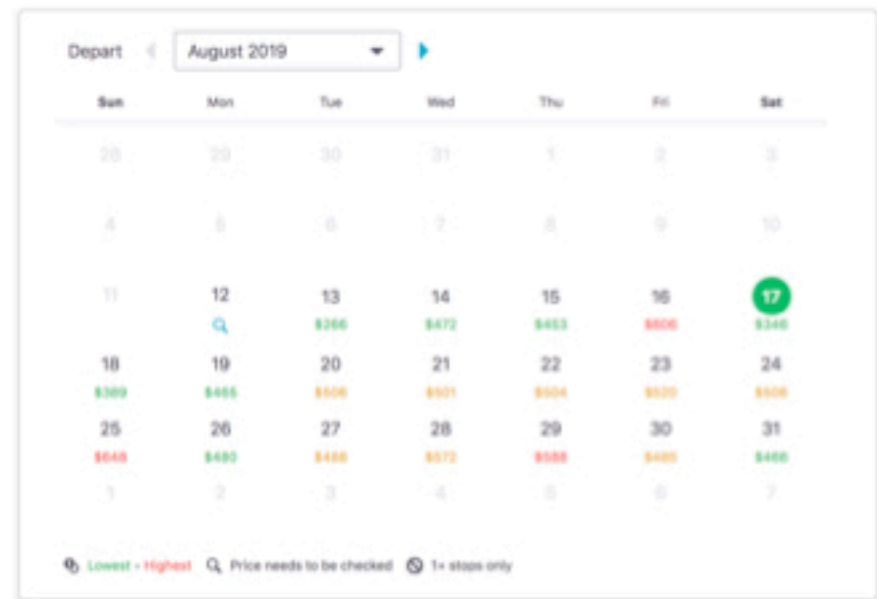 Depart August 2019
Sun Mon Tue Wed Thu Fri Sat
28 29 30 31 1 2 3
4 5 6 7 8 9 10
11 12 13 14 15 16 17
$266 $472 $453 $606 $346
18 19 20 21 22 23 24
$389 $465 $506 $501 $504 $520 $506
25 26 27 28 29 30 31
$648 $480 $488 $572 $588 $485 $466
1 2 3 4 5 6 7
Lowest - Highest Price needs to be checked 1+ stops only